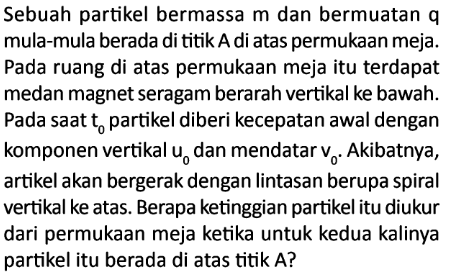 Sebuah partikel bermassa m dan bermuatan q
mula-mula berada di titik A di atas permukaan meja.
Pada ruang di atas permukaan meja itu terdapat
medan magnet seragam berarah vertikal ke bawah.
Pada saat t₀ partikel diberi kecepatan awal dengan
komponen vertikal u₀ dan mendatar v₀. Akibatnya,
artikel akan bergerak dengan lintasan berupa spiral
vertikal ke atas. Berapa ketinggian partikel itu diukur
dari permukaan meja ketika untuk kedua kalinya
partikel itu berada di atas titik A?